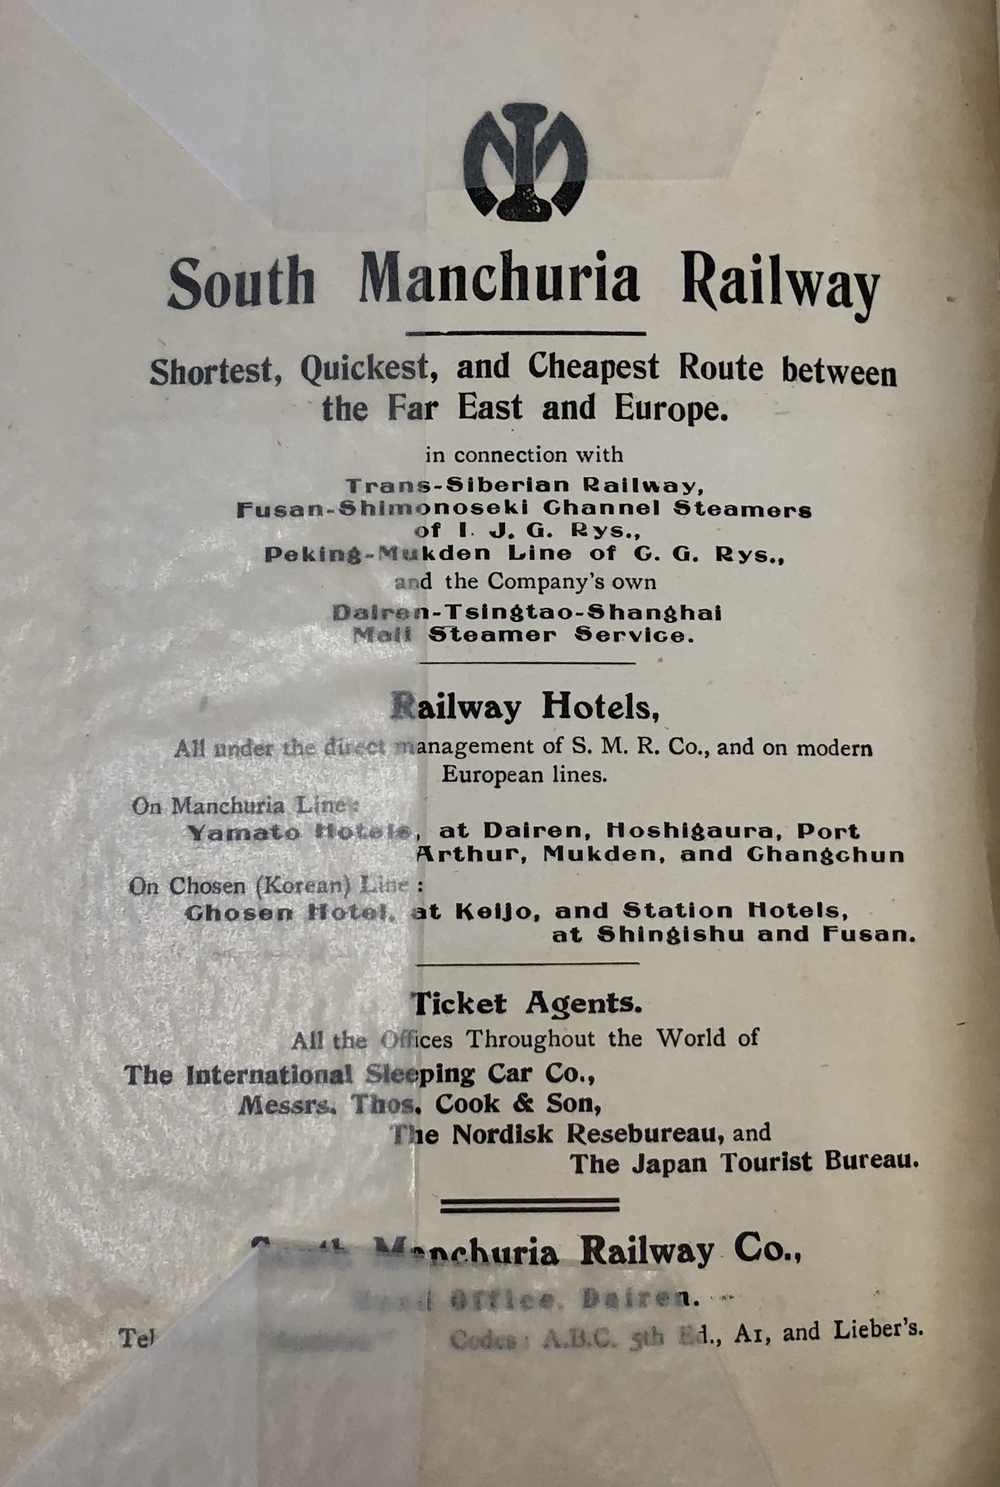 South Manchuria Railway
Shortest, Quickest, and Cheapest Route between
the Far East and Europe.
in connection with
Trans-Siberian Railway,
Fusan-Shimonoseki Channel Steamers
of I. J. G. Rys.,
Peking-Mukden Line of C. G. Rys.,
and the Company's own
Dairen-Tsingtao-Shanghai
Mail Steamer Service.
Railway Hotels,
All under the direct management of S. M. R. Co., and on modern
European lines.
On Manchuria Line:
Yamato Hotels, at Dairen, Hoshigaura, Port
Arthur, Mukden, and Changchun
On Chosen (Korean) Line:
Chosen Hotel, at Keijo, and Station Hotels,
at Shingishu and Fusan.
Ticket Agents.
All the Offices Throughout the World of
The International Sleeping Car Co.,
Messrs. Thos. Cook & Son,
The Nordisk Resebureau, and
The Japan Tourist Bureau.
South Manchuria Railway Co.,
Head Office, Dairen.
Codes: A.B.C. 5th Ed., A1, and Lieber's.